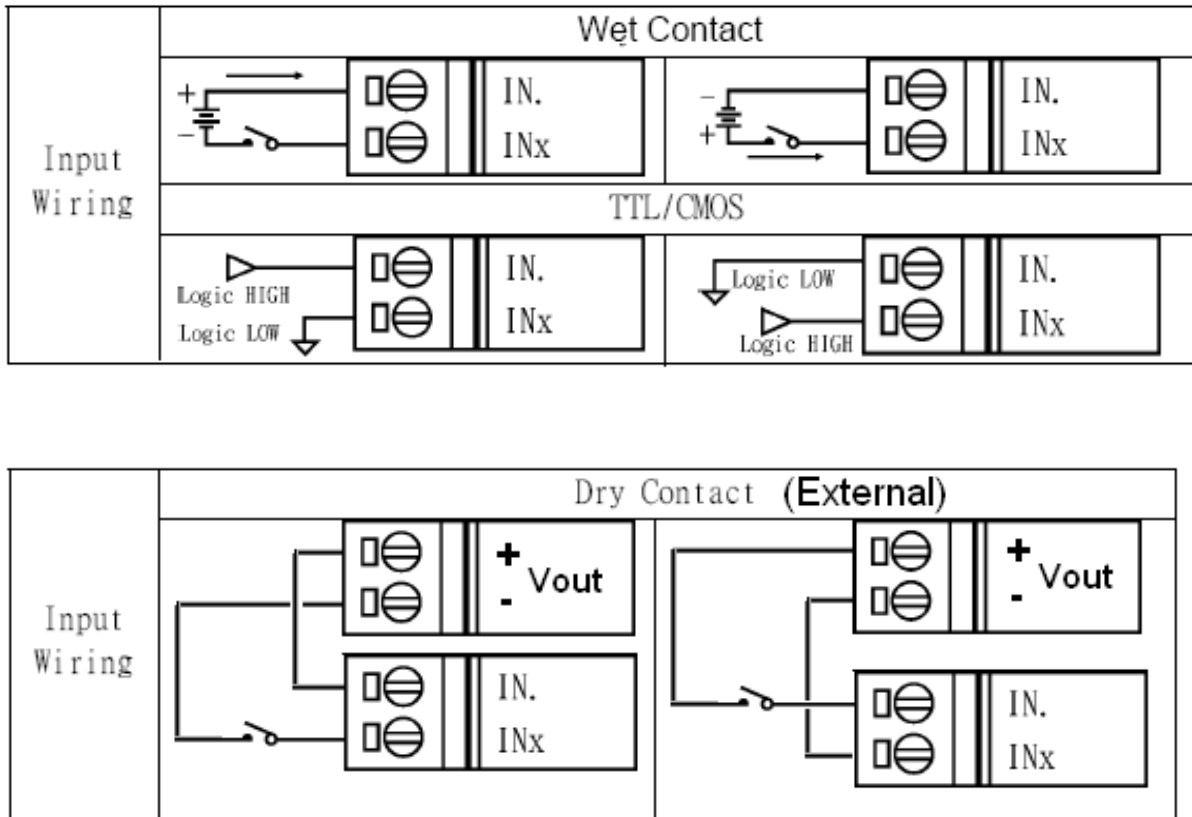 Wet Contact
Input
Wiring
+
-
IN.
INx
-
+
IN.
INx
TTL/CMOS
Logic HIGH
Logic LOW
IN.
INx
Logic LOW
Logic HIGH
IN.
INx
Dry Contact (External)
Input
Wiring
+
Vout
-
IN.
INx
+
Vout
-
IN.
INx